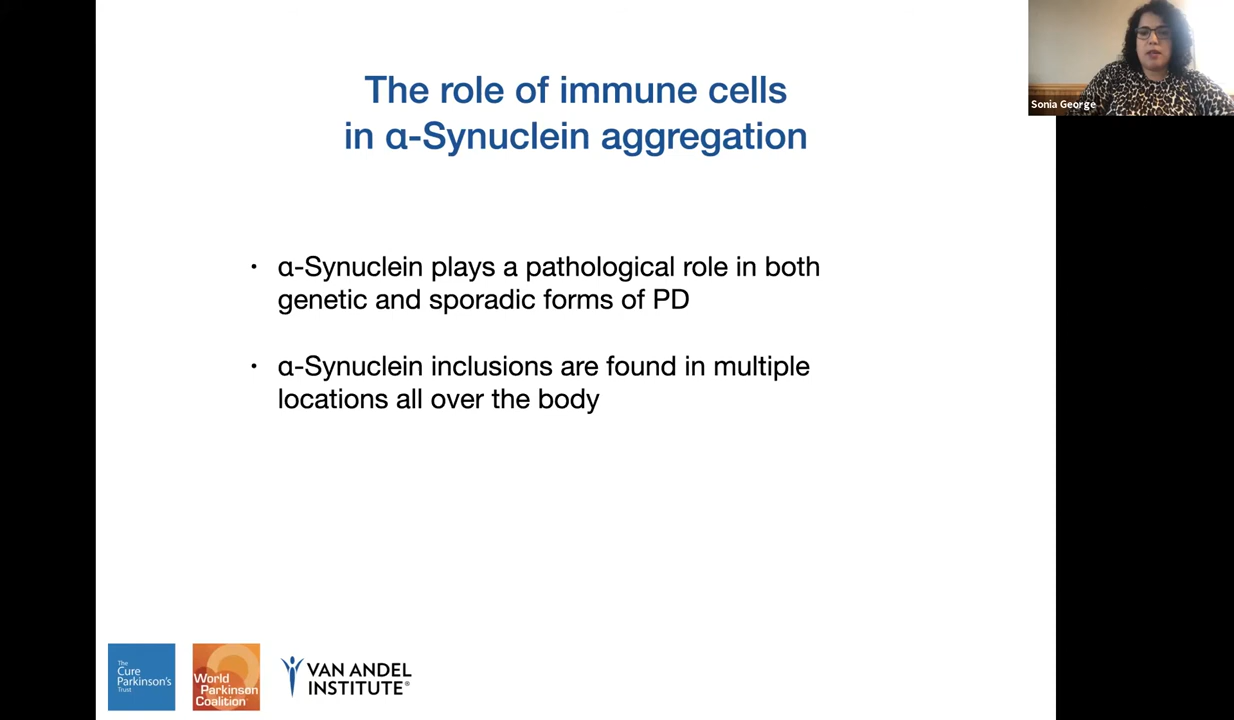 The role of immune cells
in α-Synuclein aggregation
Sonia George
• α-Synuclein plays a pathological role in both
genetic and sporadic forms of PD
• α-Synuclein inclusions are found in multiple
locations all over the body
The
Cure
Parkinson's
Trust
World
Parkinson
Coalition
VAN ANDEL
INSTITUTE®